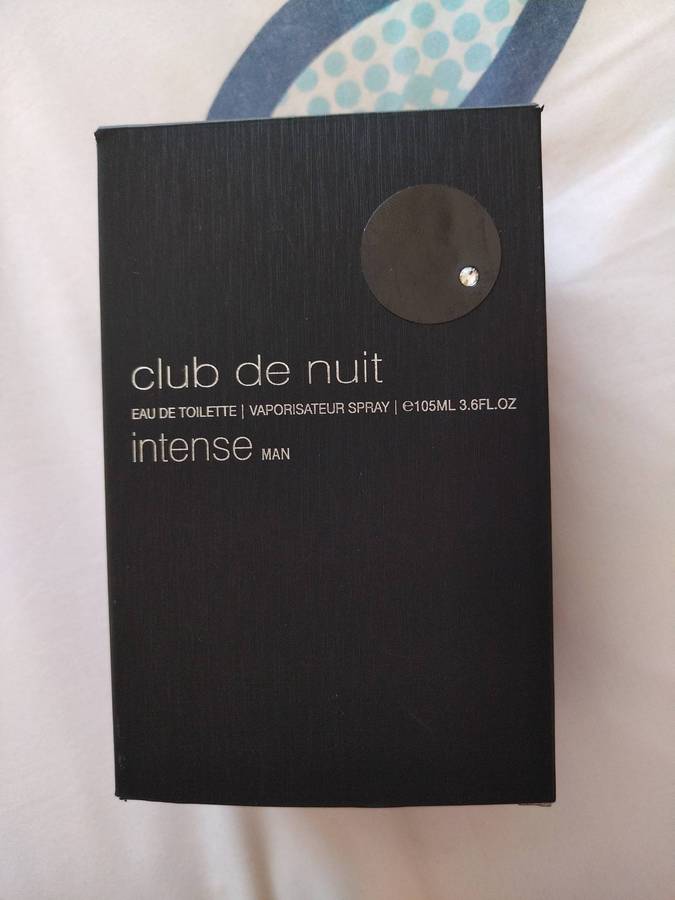 club de nuit
EAU DE TOILETTE | VAPORISATEUR SPRAY | ℮105ML 3.6FL.OZ
intense MAN